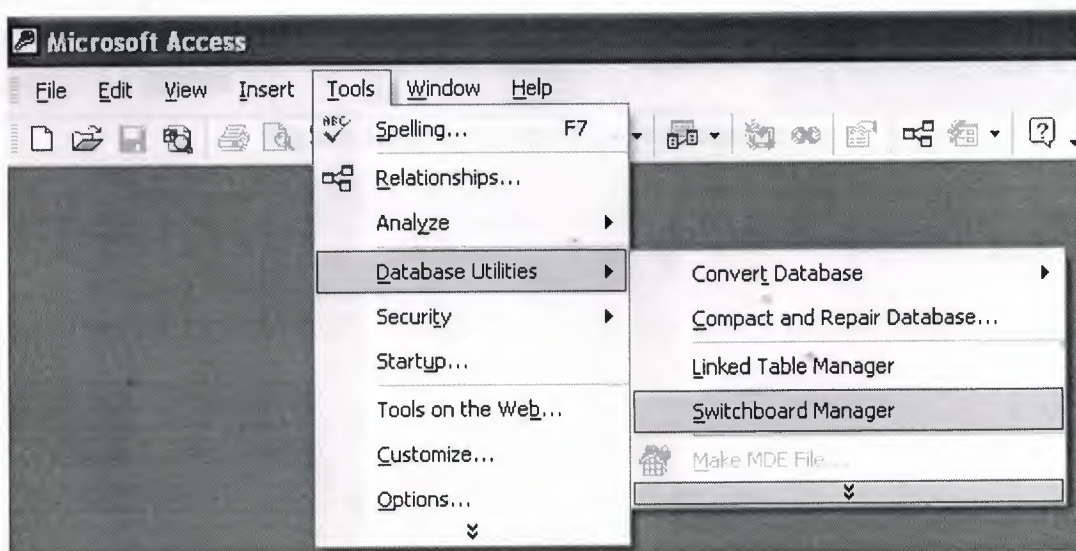 Microsoft Access
File Edit View Insert Tools Window Help
ABC Spelling... F7
Relationships...
Analyze
Database Utilities
Security
Startup...
Tools on the Web...
Customize...
Options...
Convert Database
Compact and Repair Database...
Linked Table Manager
Switchboard Manager
Make MDE File...